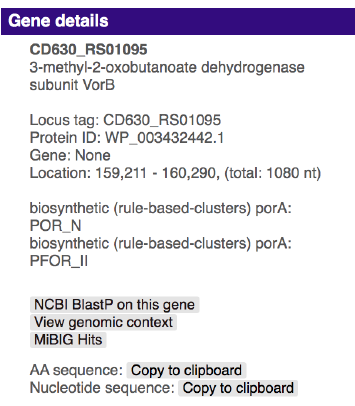 Gene details
CD630_RS01095
3-methyl-2-oxobutanoate dehydrogenase
subunit VorB
Locus tag: CD630_RS01095
Protein ID: WP_003432442.1
Gene: None
Location: 159,211 - 160,290, (total: 1080 nt)
biosynthetic (rule-based-clusters) porA:
POR_N
biosynthetic (rule-based-clusters) porA:
PFOR_II
NCBI BlastP on this gene
View genomic context
MiBIG Hits
AA sequence: Copy to clipboard
Nucleotide sequence: Copy to clipboard